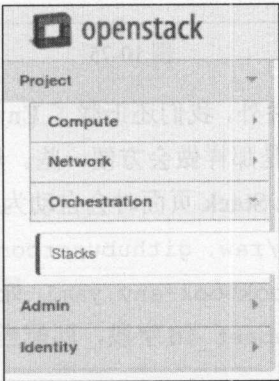 openstack
Project
Compute
Network
Orchestration
Stacks
Admin
Identity